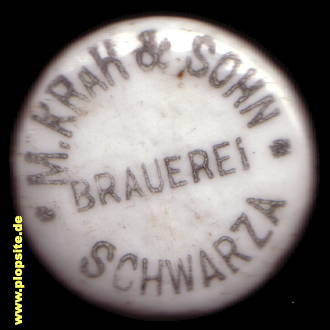 M. KRAH & SOHN
BRAUEREI
SCHWARZA
www.plopsite.de